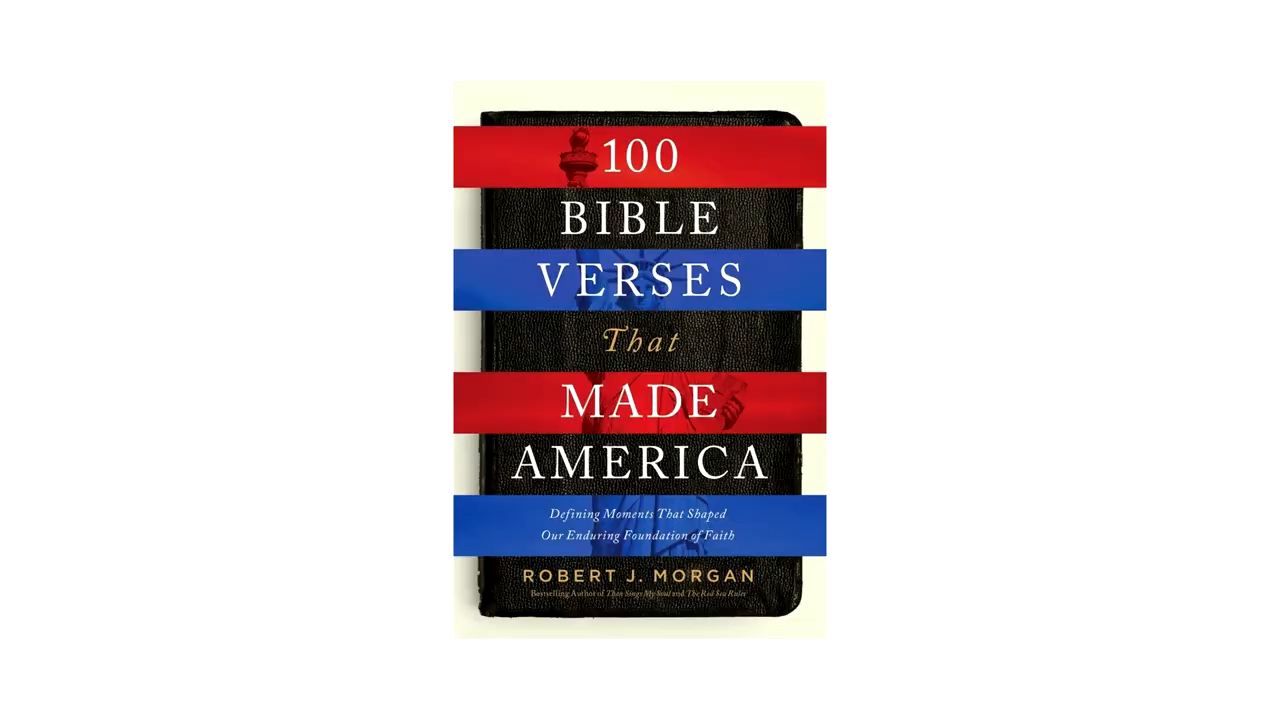 100
BIBLE
VERSES
That
MADE
AMERICA
Defining Moments That Shaped
Our Enduring Foundation of Faith
ROBERT J. MORGAN
Bestselling Author of Then Sings My Soul and The Red Sea Rules